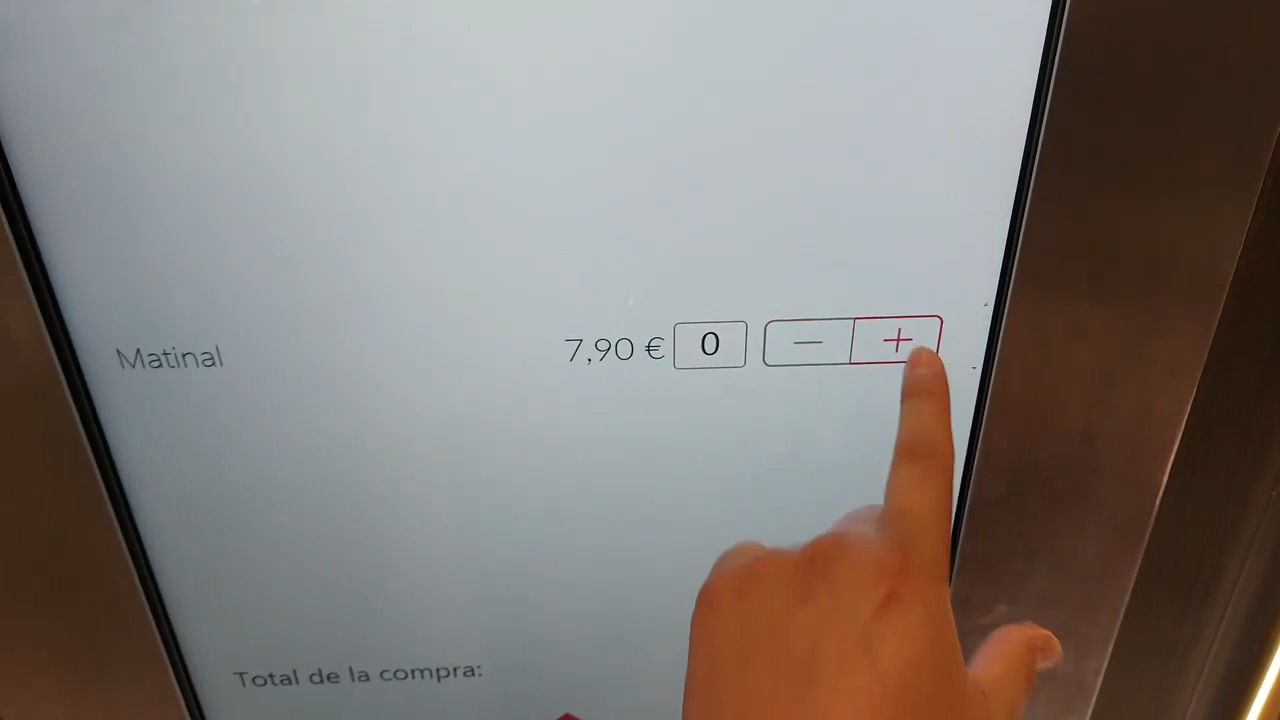 Matinal 7,90 € 0 — +
Total de la compra: